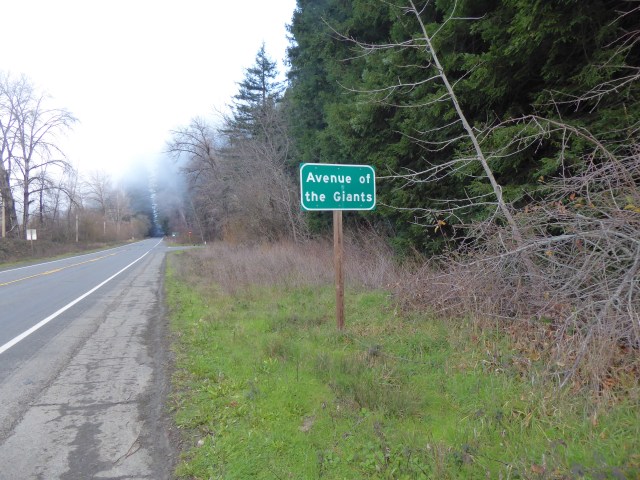 Avenue of
the Giants